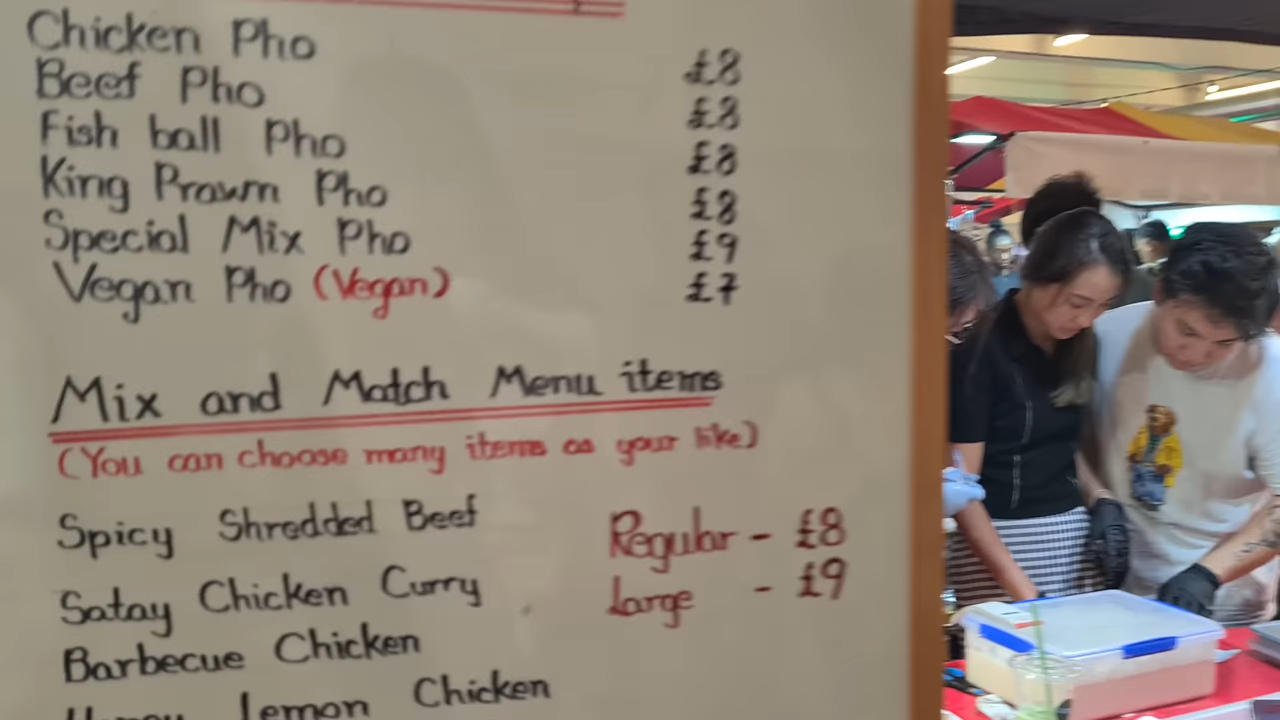 Chicken Pho £8
Beef Pho £8
Fish ball Pho £8
King Prawn Pho £8
Special Mix Pho £9
Vegan Pho (Vegan) £7
Mix and Match Menu items
(You can choose many items as your like)
Spicy Shredded Beef
Regular - £8
Satay Chicken Curry
Large - £9
Barbecue Chicken
Lemon Chicken